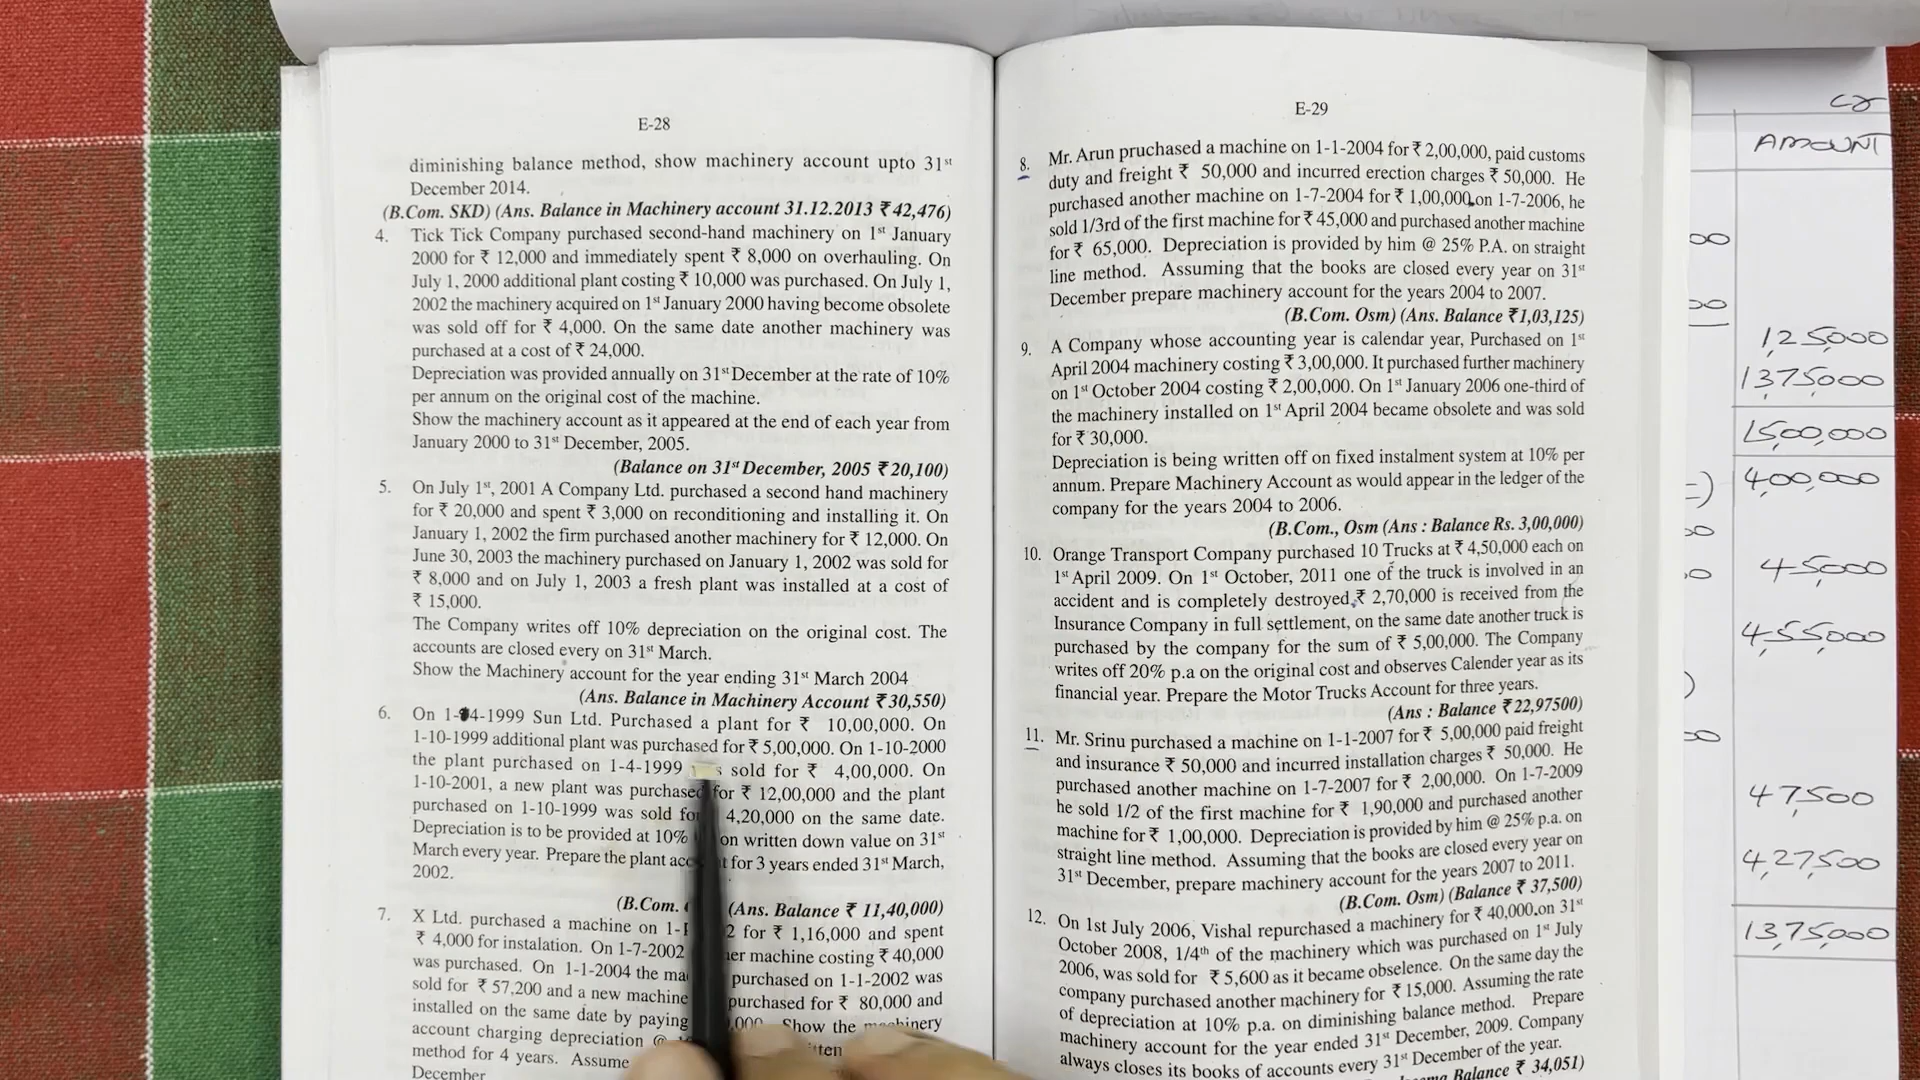 E-28
diminishing balance method, show machinery account upto 31st
December 2014.
(B.Com. SKD) (Ans. Balance in Machinery account 31.12.2013 ₹42,476)
4. Tick Tick Company purchased second-hand machinery on 1st January
2000 for ₹ 12,000 and immediately spent ₹ 8,000 on overhauling. On
July 1, 2000 additional plant costing ₹ 10,000 was purchased. On July 1,
2002 the machinery acquired on 1st January 2000 having become obsolete
was sold off for ₹ 4,000. On the same date another machinery was
purchased at a cost of ₹ 24,000.
Depreciation was provided annually on 31st December at the rate of 10%
per annum on the original cost of the machine.
Show the machinery account as it appeared at the end of each year from
January 2000 to 31st December, 2005.
(Balance on 31st December, 2005 ₹20,100)
5. On July 1st, 2001 A Company Ltd. purchased a second hand machinery
for ₹ 20,000 and spent ₹ 3,000 on reconditioning and installing it. On
January 1, 2002 the firm purchased another machinery for ₹ 12,000. On
June 30, 2003 the machinery purchased on January 1, 2002 was sold for
₹ 8,000 and on July 1, 2003 a fresh plant was installed at a cost of
₹ 15,000.
The Company writes off 10% depreciation on the original cost. The
accounts are closed every on 31st March.
Show the Machinery account for the year ending 31st March 2004
(Ans. Balance in Machinery Account ₹30,550)
6. On 1- 4-1999 Sun Ltd. Purchased a plant for ₹ 10,00,000. On
1-10-1999 additional plant was purchased for ₹ 5,00,000. On 1-10-2000
the plant purchased on 1-4-1999 sold for ₹ 4,00,000. On
1-10-2001, a new plant was purchased for ₹ 12,00,000 and the plant
purchased on 1-10-1999 was sold 4,20,000 on the same date.
Depreciation is to be provided at 10% on written down value on 31st
March every year. Prepare the plant for 3 years ended 31st March,
2002.
(B.Com. (Ans. Balance ₹ 11,40,000)
7. X Ltd. purchased a machine on for ₹ 1,16,000 and spent
₹ 4,000 for instalation. On 1-7-2002 machine costing ₹ 40,000
was purchased. On 1-1-2004 the purchased on 1-1-2002 was
sold for ₹ 57,200 and a new machine purchased for ₹ 80,000 and
installed on the same date by paying Show the machinery
account charging depreciation @
method for 4 years. Assume
December
E-29
8. Mr. Arun pruchased a machine on 1-1-2004 for ₹ 2,00,000, paid customs
duty and freight ₹ 50,000 and incurred erection charges ₹ 50,000. He
purchased another machine on 1-7-2004 for ₹ 1,00,000 on 1-7-2006, he
sold 1/3rd of the first machine for ₹ 45,000 and purchased another machine
for ₹ 65,000. Depreciation is provided by him @ 25% P.A. on straight
line method. Assuming that the books are closed every year on 31st
December prepare machinery account for the years 2004 to 2007.
(B.Com. Osm) (Ans. Balance ₹1,03,125)
9. A Company whose accounting year is calendar year, Purchased on 1st
April 2004 machinery costing ₹ 3,00,000. It purchased further machinery
on 1st October 2004 costing ₹ 2,00,000. On 1st January 2006 one-third of
the machinery installed on 1st April 2004 became obsolete and was sold
for ₹ 30,000.
Depreciation is being written off on fixed instalment system at 10% per
annum. Prepare Machinery Account as would appear in the ledger of the
company for the years 2004 to 2006.
(B.Com., Osm (Ans : Balance Rs. 3,00,000)
10. Orange Transport Company purchased 10 Trucks at ₹ 4,50,000 each on
1st April 2009. On 1st October, 2011 one of the truck is involved in an
accident and is completely destroyed, ₹ 2,70,000 is received from the
Insurance Company in full settlement, on the same date another truck is
purchased by the company for the sum of ₹ 5,00,000. The Company
writes off 20% p.a on the original cost and observes Calender year as its
financial year. Prepare the Motor Trucks Account for three years.
(Ans : Balance ₹22,97500)
11. Mr. Srinu purchased a machine on 1-1-2007 for ₹ 5,00,000 paid freight
and insurance ₹ 50,000 and incurred installation charges ₹ 50,000. He
purchased another machine on 1-7-2007 for ₹ 2,00,000. On 1-7-2009
he sold 1/2 of the first machine for ₹ 1,90,000 and purchased another
machine for ₹ 1,00,000. Depreciation is provided by him @ 25% p.a. on
straight line method. Assuming that the books are closed every year on
31st December, prepare machinery account for the years 2007 to 2011.
(B.Com. Osm) (Balance ₹ 37,500)
12. On 1st July 2006, Vishal repurchased a machinery for ₹ 40,000.on 31st
October 2008, 1/4th of the machinery which was purchased on 1st July
2006, was sold for ₹ 5,600 as it became obselence. On the same day the
company purchased another machinery for ₹ 15,000. Assuming the rate
of depreciation at 10% p.a. on diminishing balance method. Prepare
machinery account for the year ended 31st December, 2009. Company
always closes its books of accounts every 31st December of the year.
Balance ₹ 34,051)
Cr
AMOUNT
1,25,000
13,75,000
15,00,000
4,00,000
45,000
4,55,000
47,500
4,27,500
13,75,000